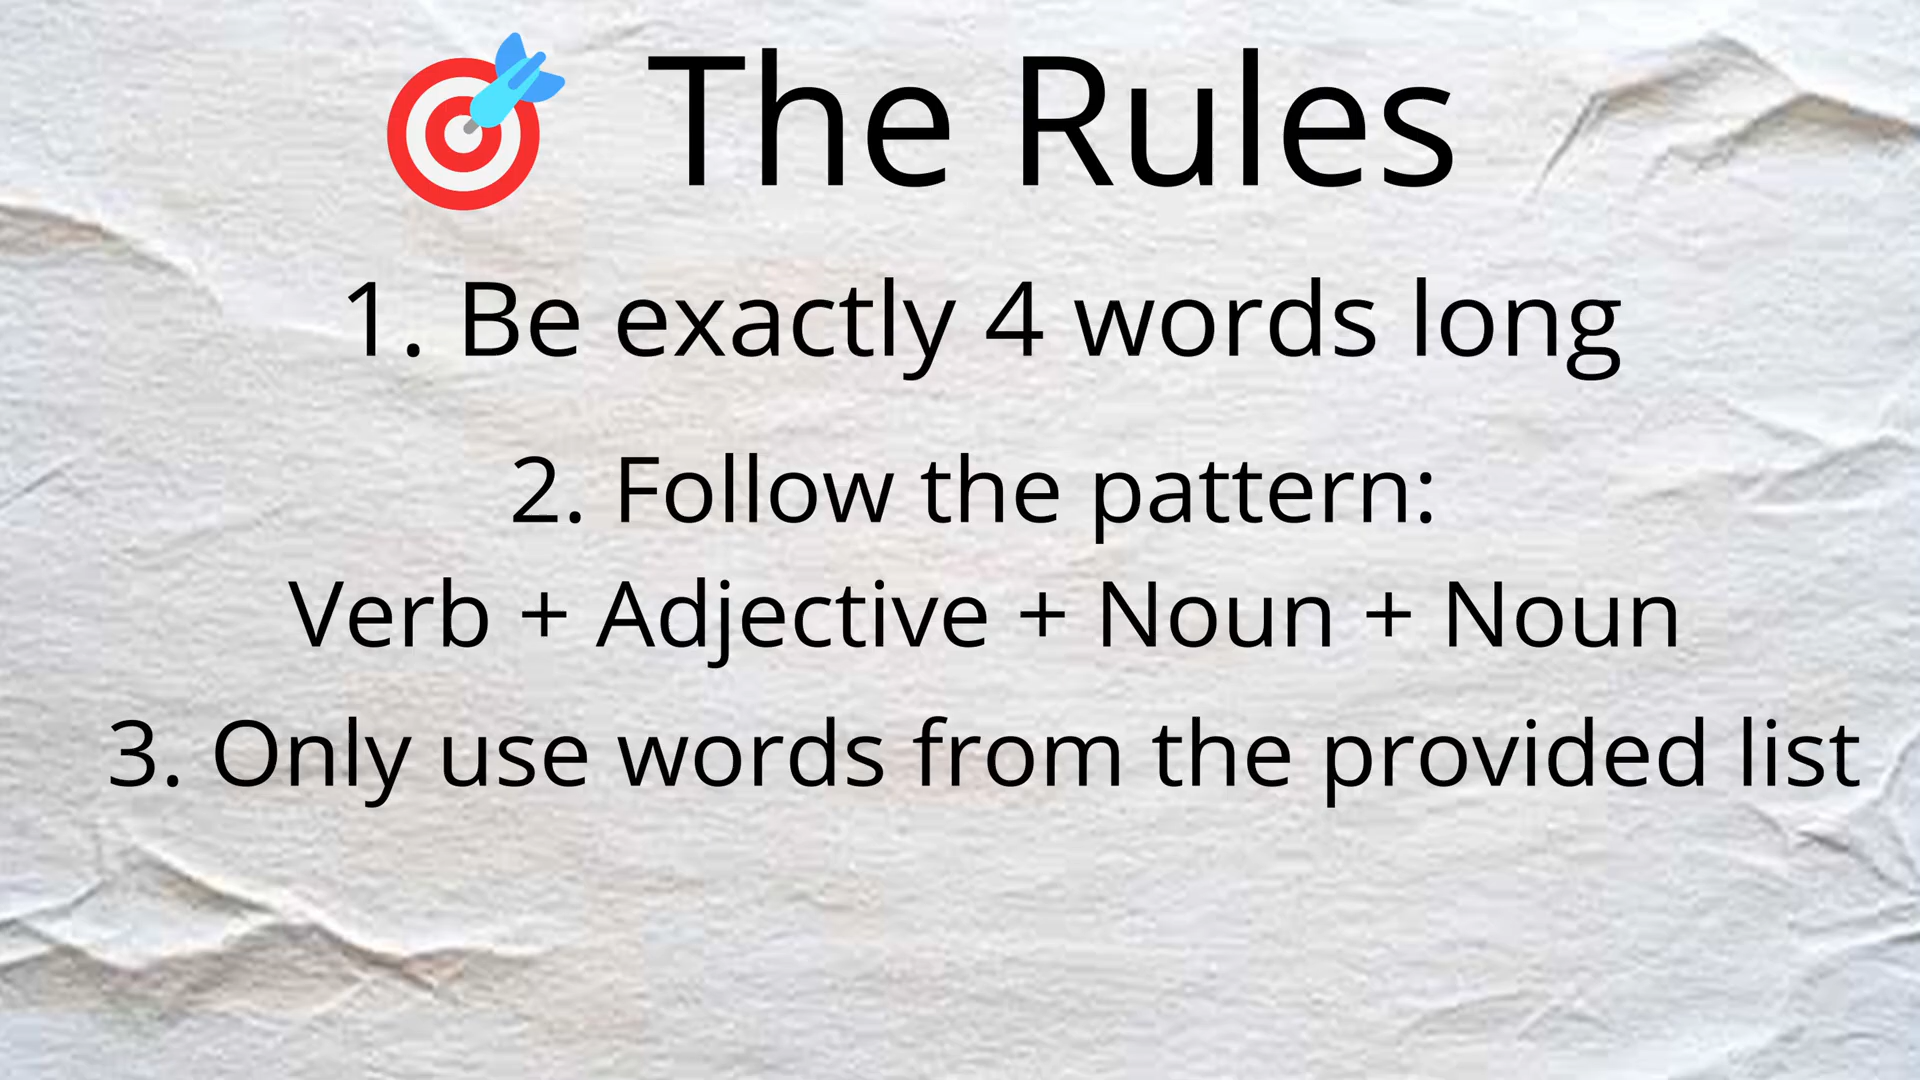 The Rules
1. Be exactly 4 words long
2. Follow the pattern:
Verb + Adjective + Noun + Noun
3. Only use words from the provided list